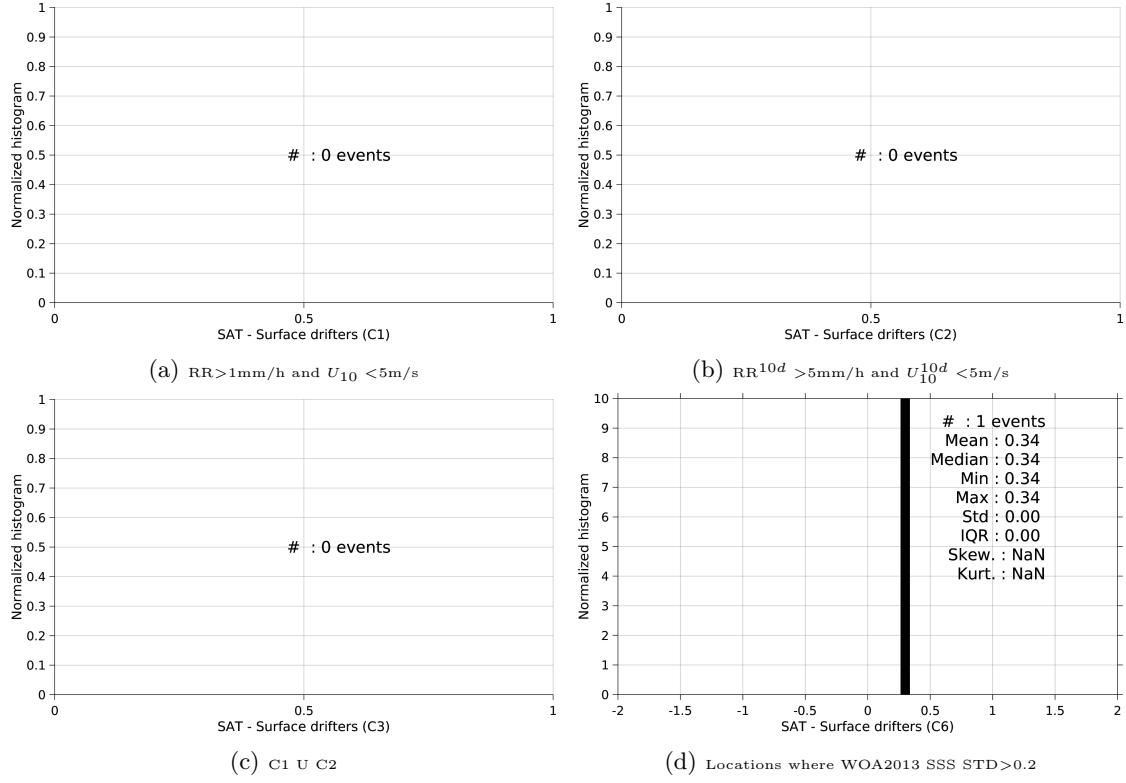 1
0.9
0.8
0.7
0.6
0.5
0.4
0.3
0.2
0.1
0
Normalized histogram
# : 0 events
0 0.5 1
SAT - Surface drifters (C1)
(a) RR>1mm/h and U10 <5m/s
1
0.9
0.8
0.7
0.6
0.5
0.4
0.3
0.2
0.1
0
Normalized histogram
# : 0 events
0 0.5 1
SAT - Surface drifters (C2)
(b) RR10d >5mm/h and U10d10 <5m/s
1
0.9
0.8
0.7
0.6
0.5
0.4
0.3
0.2
0.1
0
Normalized histogram
# : 0 events
0 0.5 1
SAT - Surface drifters (C3)
(c) C1 U C2
10
9
8
7
6
5
4
3
2
1
0
Normalized histogram
# : 1 events
Mean : 0.34
Median : 0.34
Min : 0.34
Max : 0.34
Std : 0.00
IQR : 0.00
Skew. : NaN
Kurt. : NaN
-2 -1.5 -1 -0.5 0 0.5 1 1.5 2
SAT - Surface drifters (C6)
(d) Locations where WOA2013 SSS STD>0.2